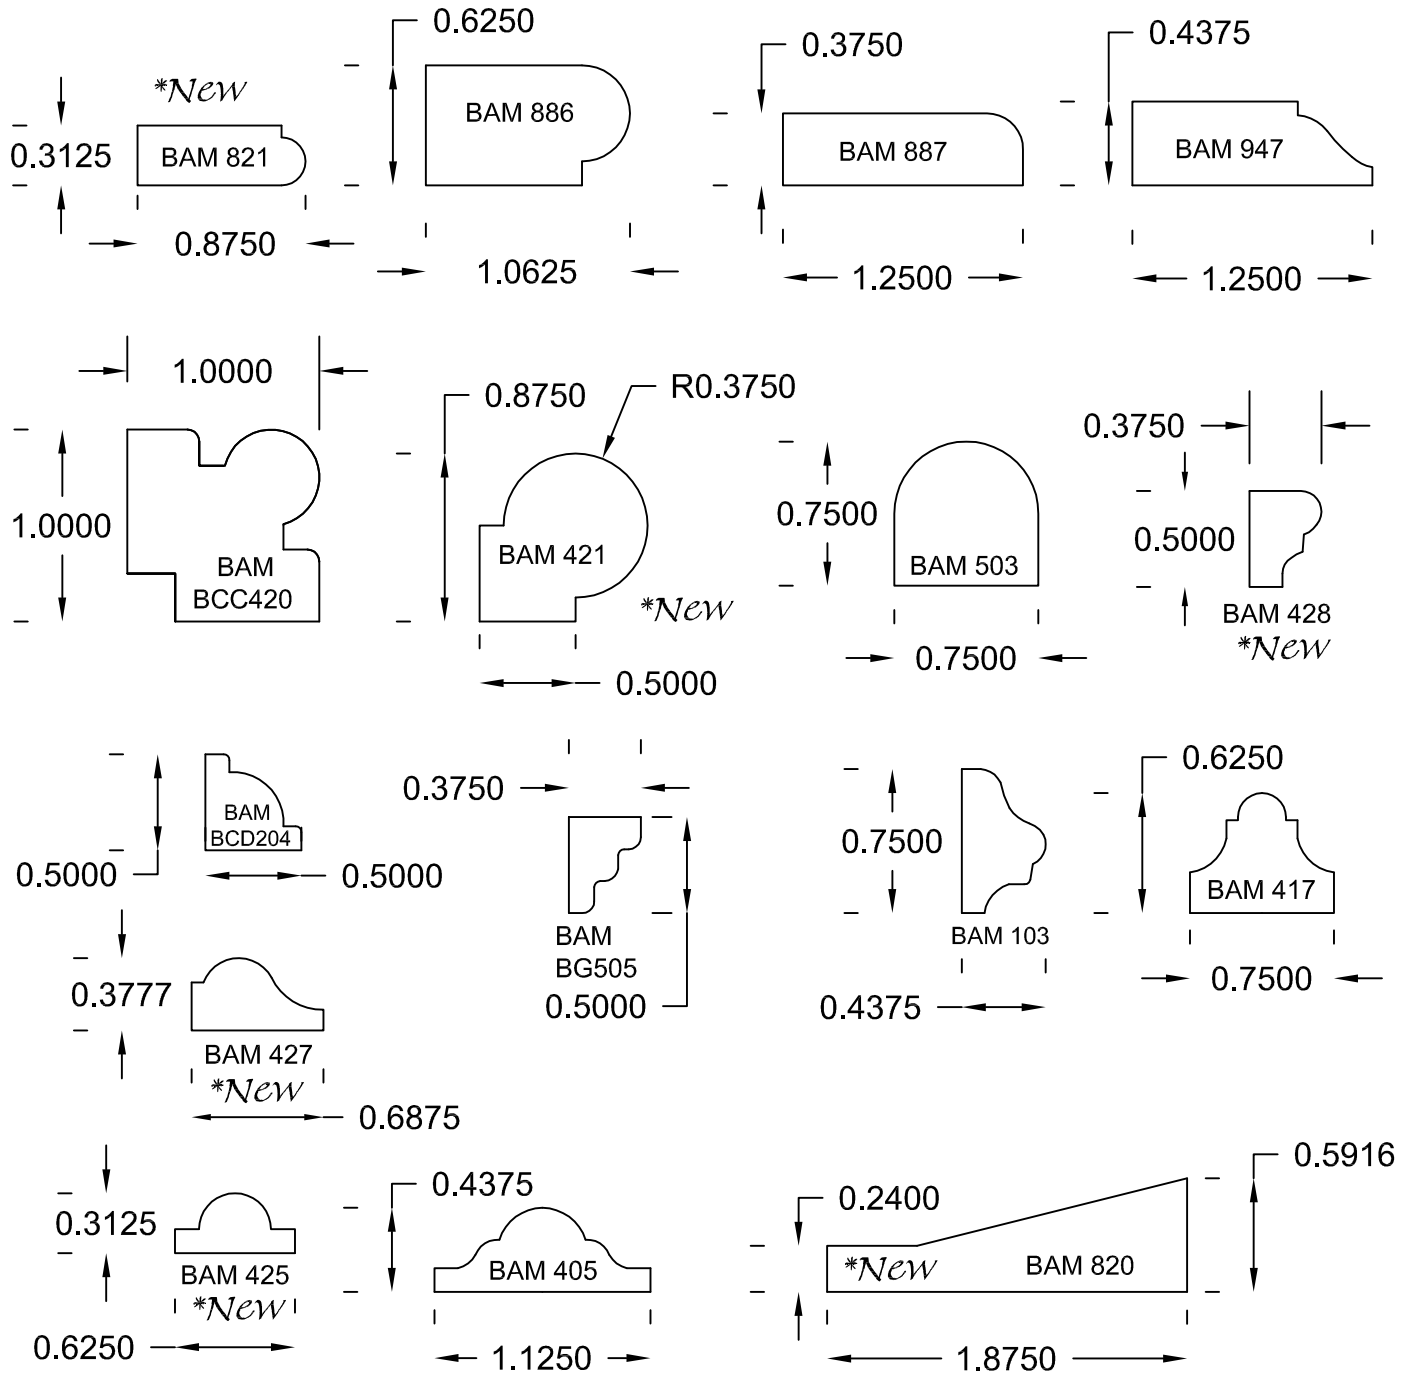 0.6250
0.3750
0.4375
*New
BAM 886
0.3125
BAM 821
BAM 887
BAM 947
0.8750
1.0625
1.2500
1.2500
1.0000
0.8750
R0.3750
0.3750
1.0000
BAM
BCC420
BAM 421
0.7500
BAM 503
0.5000
BAM 428
*New
*New
0.7500
0.5000
0.6250
0.3750
BAM
BCD204
0.7500
0.5000
0.5000
BAM 417
BAM
BG505
BAM 103
0.3777
0.5000
0.4375
0.7500
BAM 427
*New
0.6875
0.5916
0.4375
0.2400
0.3125
BAM 425
*New
BAM 405
*New
BAM 820
0.6250
1.1250
1.8750